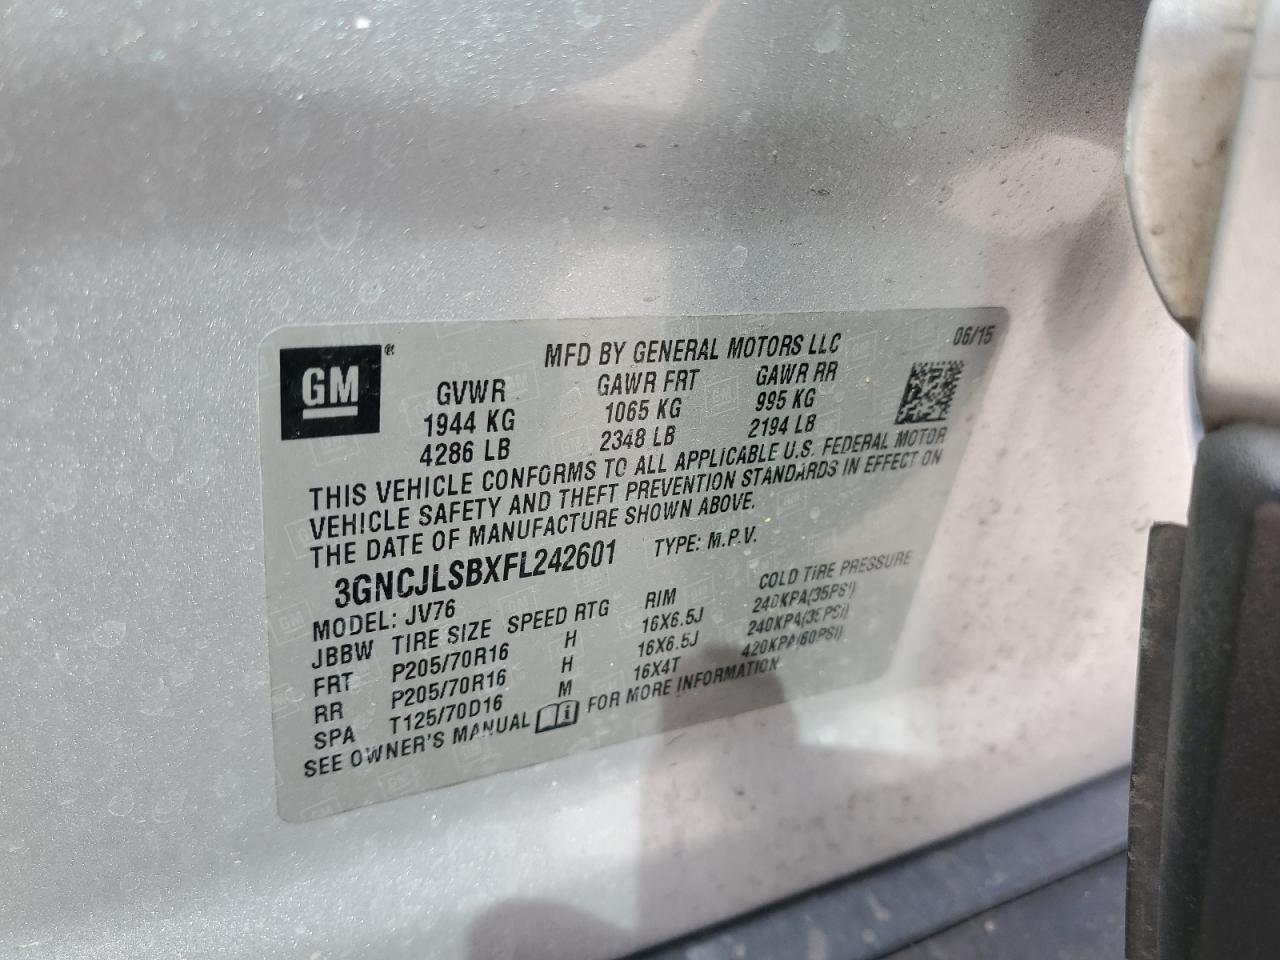 GM®
MFD BY GENERAL MOTORS LLC 06/15
GVWR GAWR FRT GAWR RR
1944 KG 1065 KG 995 KG
4286 LB 2348 LB 2194 LB
THIS VEHICLE CONFORMS TO ALL APPLICABLE U.S. FEDERAL MOTOR
VEHICLE SAFETY AND THEFT PREVENTION STANDARDS IN EFFECT ON
THE DATE OF MANUFACTURE SHOWN ABOVE.
3GNCJLSBXFL242601 TYPE: M.P.V.
MODEL: JV76
JBBW TIRE SIZE SPEED RTG RIM COLD TIRE PRESSURE
FRT P205/70R16 H 16X6.5J 240KPA(35PSI)
RR P205/70R16 H 16X6.5J 240KPA(35PSI)
SPA T125/70D16 M 16X4T 420KPA(60PSI)
SEE OWNER'S MANUAL FOR MORE INFORMATION.